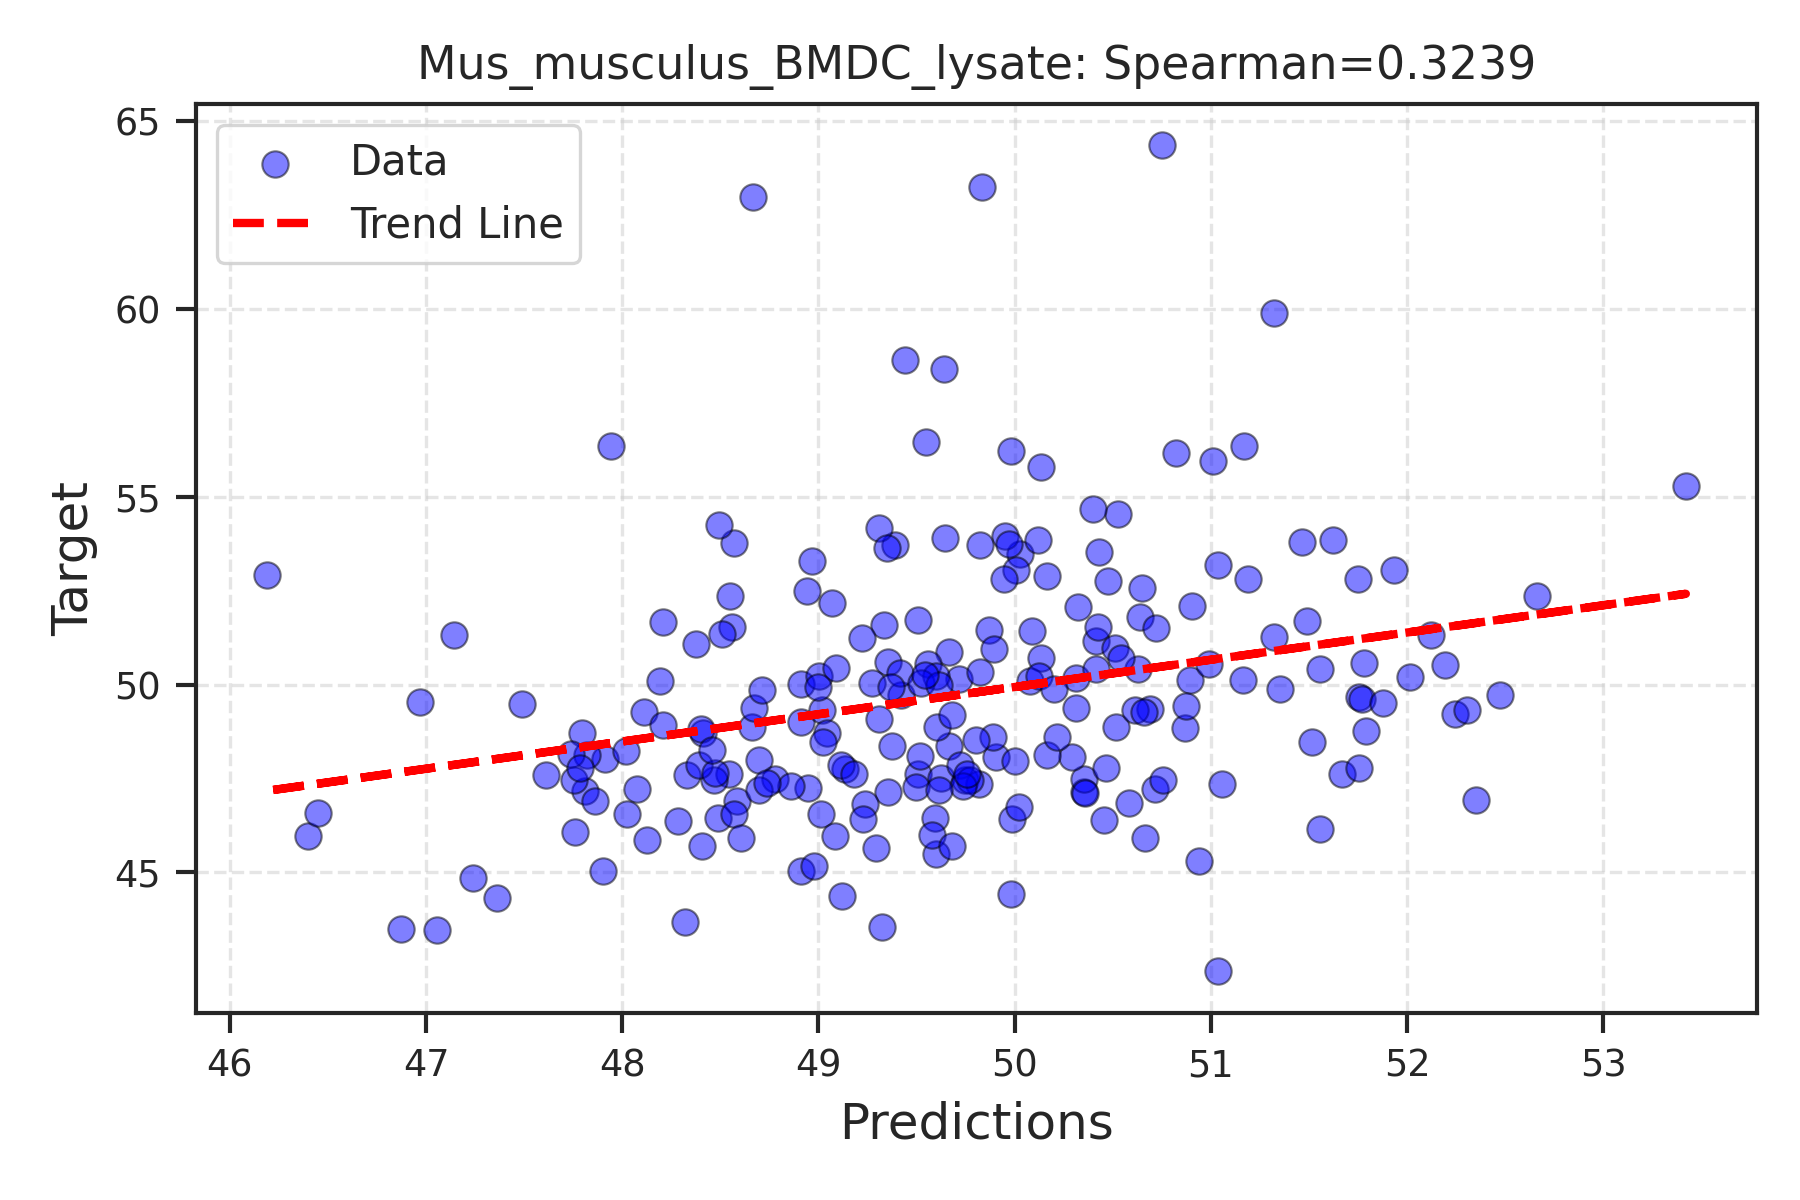 Mus_musculus_BMDC_lysate: Spearman=0.3239
Data
Trend Line
65
60
55
50
45
Target
46 47 48 49 50 51 52 53
Predictions